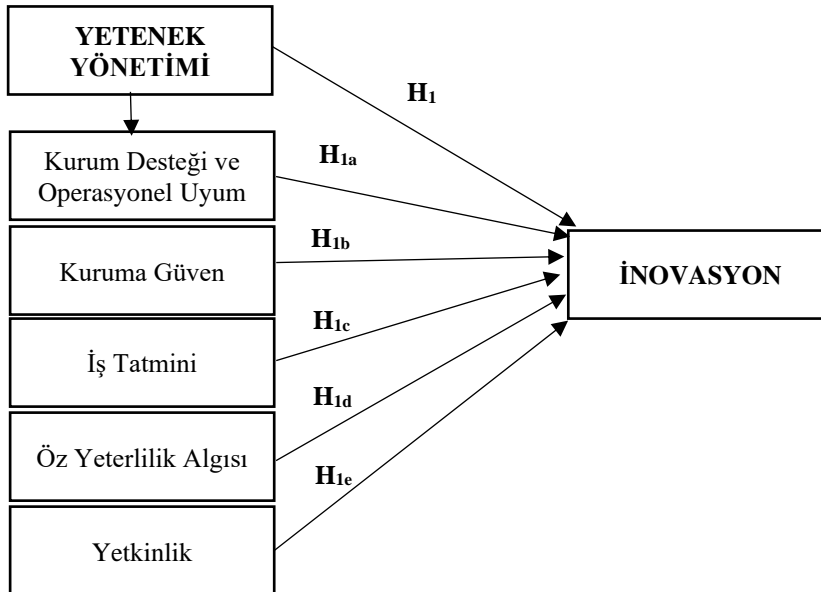 YETENEK
YÖNETİMİ
H1
Kurum Desteği ve
Operasyonel Uyum
H1a
Kuruma Güven
H1b
İNOVASYON
İş Tatmini
H1c
Öz Yeterlilik Algısı
H1d
Yetkinlik
H1e